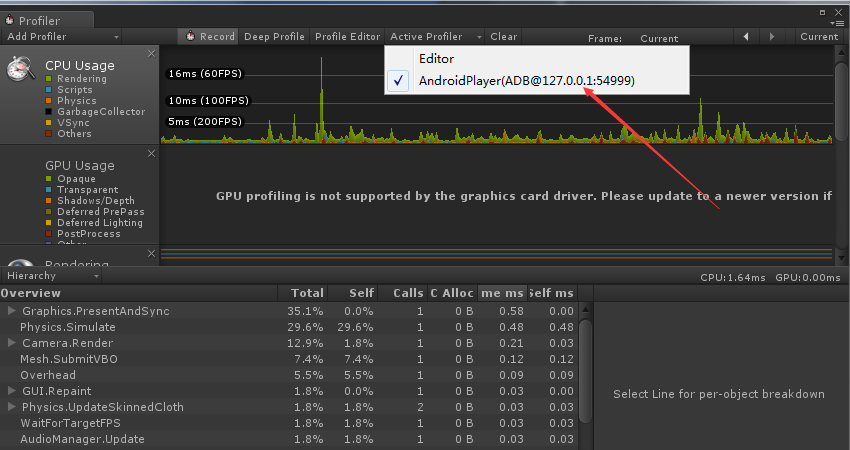 Profiler
Add Profiler Record Deep Profile Profile Editor Active Profiler Clear Frame: Current Current
Editor
AndroidPlayer(ADB@127.0.0.1:54999)
CPU Usage
Rendering
Scripts
Physics
GarbageCollector
VSync
Others
16ms (60FPS)
10ms (100FPS)
5ms (200FPS)
GPU Usage
Opaque
Transparent
Shadows/Depth
Deferred PrePass
Deferred Lighting
PostProcess
Other
GPU profiling is not supported by the graphics card driver. Please update to a newer version if
Rendering
Hierarchy CPU:1.64ms GPU:0.00ms
Overview Total Self Calls C Alloc me ms Self ms
Graphics.PresentAndSync 35.1% 0.0% 1 0 B 0.58 0.00
Physics.Simulate 29.6% 29.6% 1 0 B 0.48 0.48
Camera.Render 12.9% 1.8% 1 0 B 0.21 0.03
Mesh.SubmitVBO 7.4% 7.4% 1 0 B 0.12 0.12
Overhead 5.5% 5.5% 1 0 B 0.09 0.09
GUI.Repaint 1.8% 0.0% 1 0 B 0.03 0.00
Physics.UpdateSkinnedCloth 1.8% 1.8% 2 0 B 0.03 0.03
WaitForTargetFPS 1.8% 1.8% 1 0 B 0.03 0.03
AudioManager.Update 1.8% 1.8% 1 0 B 0.03 0.03
Select Line for per-object breakdown